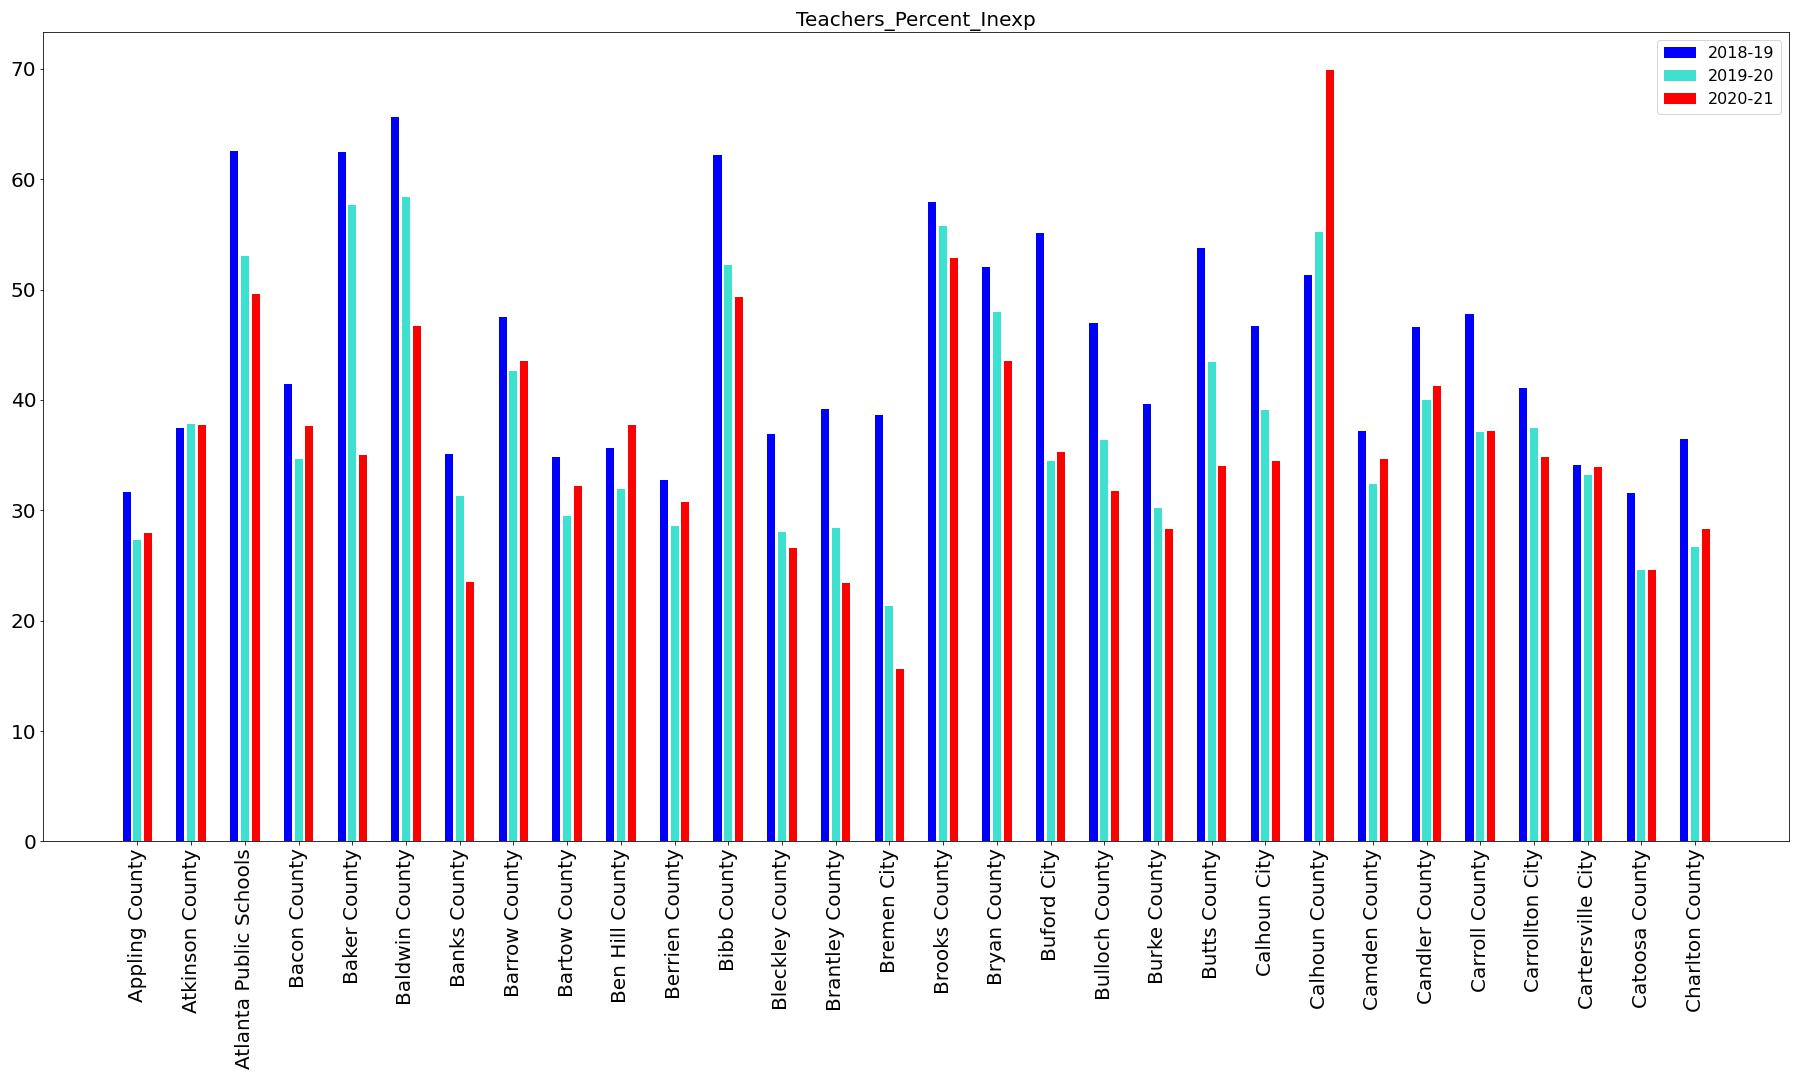 Teachers_Percent_Inexp
2018-19
2019-20
2020-21
70
60
50
40
30
20
10
0
Appling County
Atkinson County
Atlanta Public Schools
Bacon County
Baker County
Baldwin County
Banks County
Barrow County
Bartow County
Ben Hill County
Berrien County
Bibb County
Bleckley County
Brantley County
Bremen City
Brooks County
Bryan County
Buford City
Bulloch County
Burke County
Butts County
Calhoun City
Calhoun County
Camden County
Candler County
Carroll County
Carrollton City
Cartersville City
Catoosa County
Charlton County